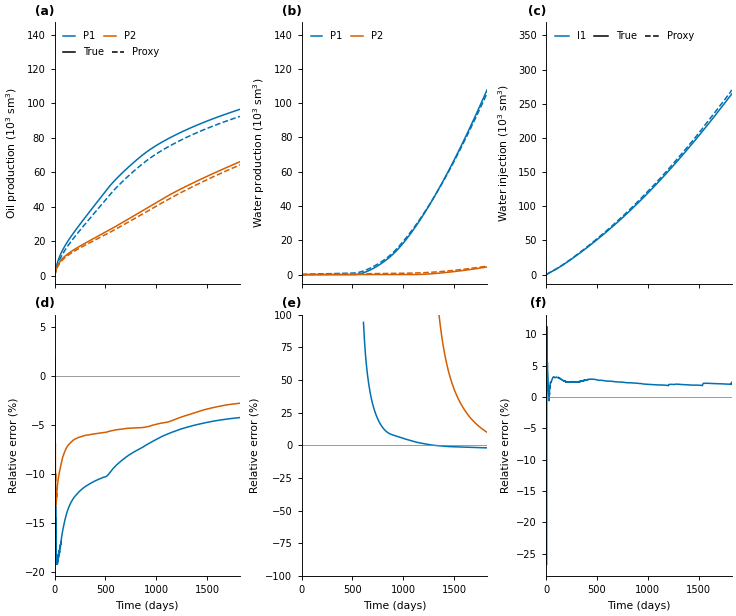 (a)
P1 P2
True Proxy
140
120
100
80
60
40
20
0
Oil production (10³ sm³)
(b)
P1 P2
140
120
100
80
60
40
20
0
Water production (10³ sm³)
(c)
I1 True Proxy
350
300
250
200
150
100
50
0
Water injection (10³ sm³)
(d)
5
0
−5
−10
−15
−20
Relative error (%)
0 500 1000 1500
Time (days)
(e)
100
75
50
25
0
−25
−50
−75
−100
Relative error (%)
0 500 1000 1500
Time (days)
(f)
10
5
0
−5
−10
−15
−20
−25
Relative error (%)
0 500 1000 1500
Time (days)